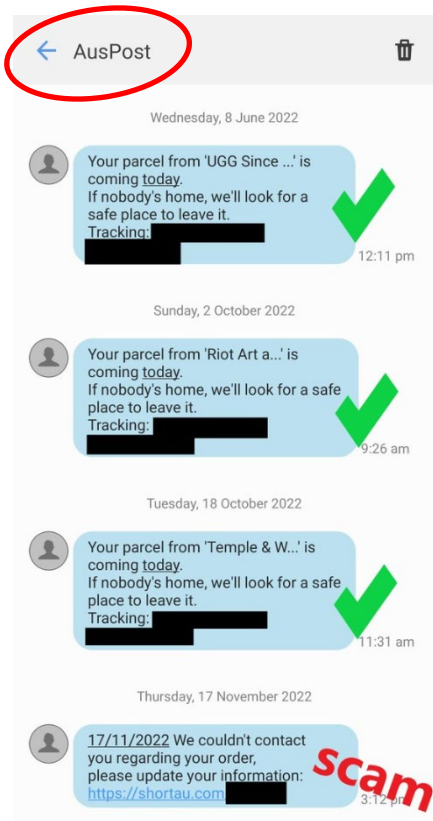 AusPost
Wednesday, 8 June 2022
Your parcel from 'UGG Since ...' is
coming today.
If nobody's home, we'll look for a
safe place to leave it.
Tracking:
12:11 pm
Sunday, 2 October 2022
Your parcel from 'Riot Art a...' is
coming today.
If nobody's home, we'll look for a safe
place to leave it.
Tracking:
9:26 am
Tuesday, 18 October 2022
Your parcel from 'Temple & W...' is
coming today.
If nobody's home, we'll look for a safe
place to leave it.
Tracking:
11:31 am
Thursday, 17 November 2022
17/11/2022 We couldn't contact
you regarding your order,
please update your information:
https://shortau.com
scam
3:12 pm